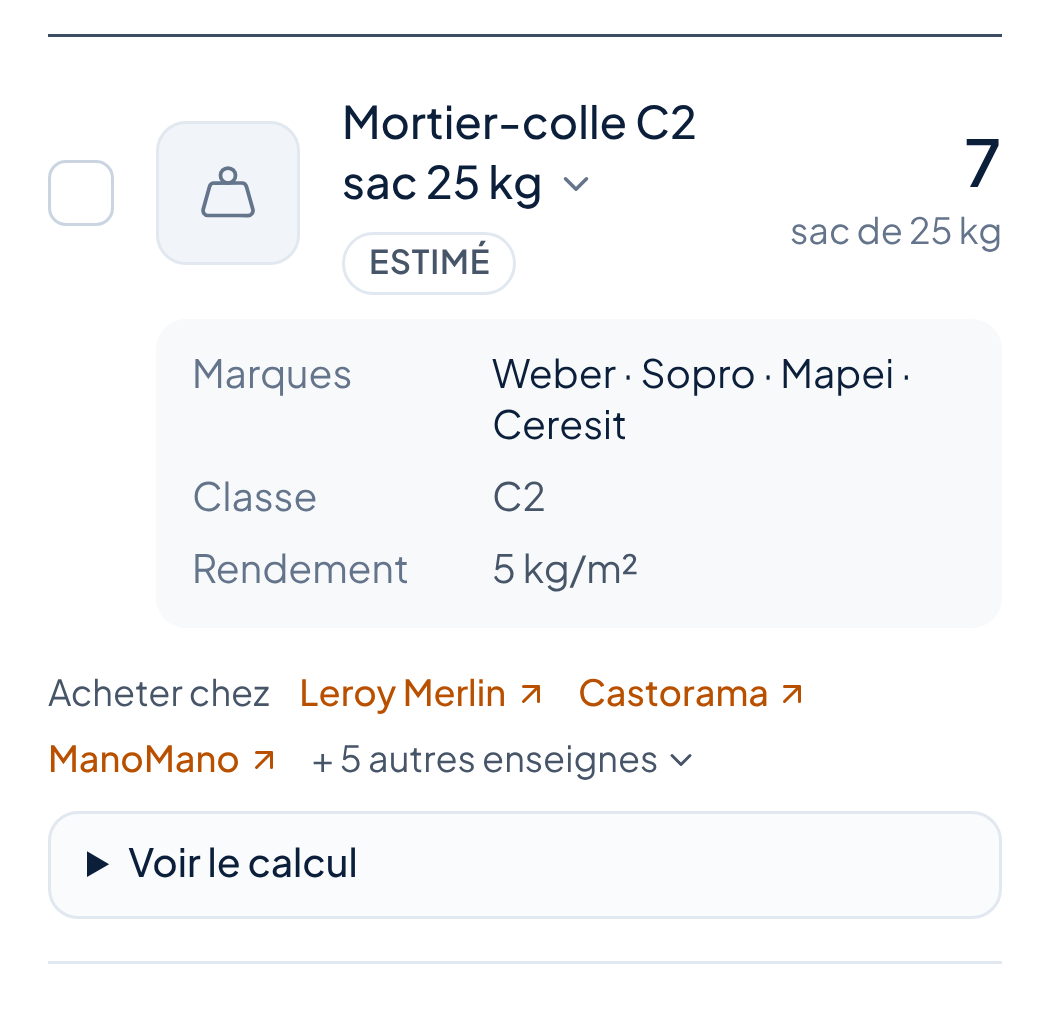 Mortier-colle C2
sac 25 kg
7
sac de 25 kg
ESTIMÉ
Marques
Weber · Sopro · Mapei ·
Ceresit
Classe
C2
Rendement
5 kg/m²
Acheter chez Leroy Merlin ↗ Castorama ↗
ManoMano ↗ + 5 autres enseignes
Voir le calcul